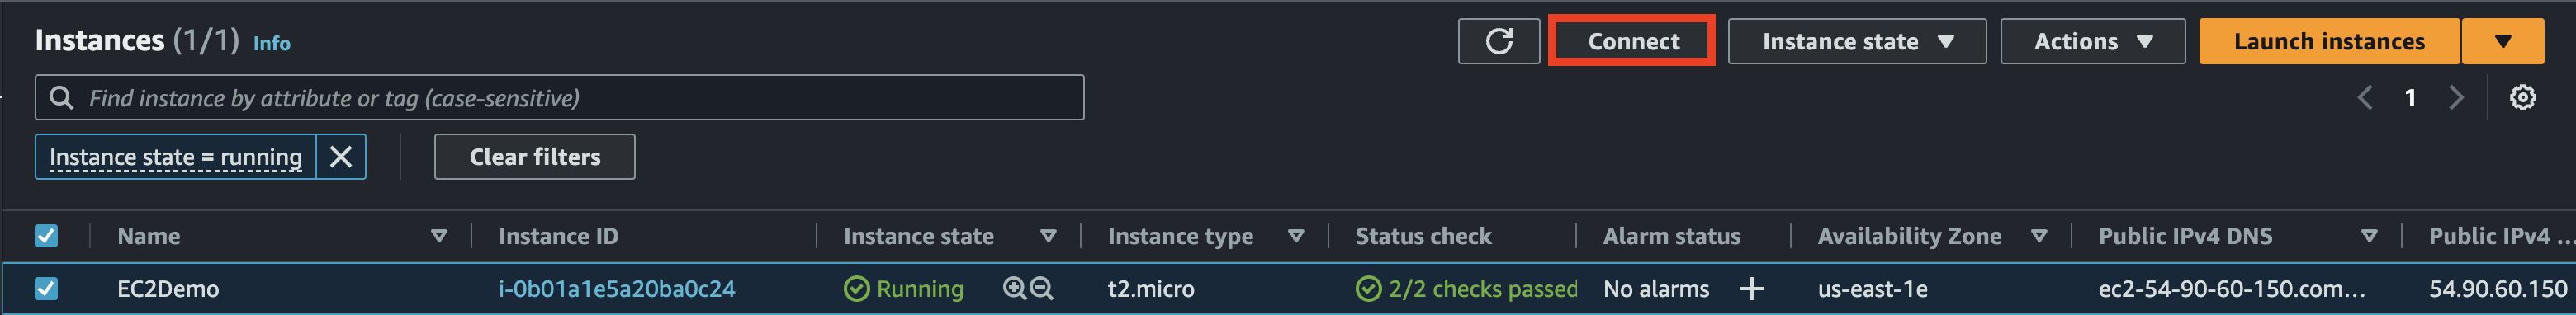 Instances (1/1) Info
Connect
Instance state
Actions
Launch instances
Find instance by attribute or tag (case-sensitive)
1
Instance state = running
Clear filters
Name Instance ID Instance state Instance type Status check Alarm status Availability Zone Public IPv4 DNS Public IPv4 ...
EC2Demo i-0b01a1e5a20ba0c24 Running t2.micro 2/2 checks passed No alarms + us-east-1e ec2-54-90-60-150.com... 54.90.60.150